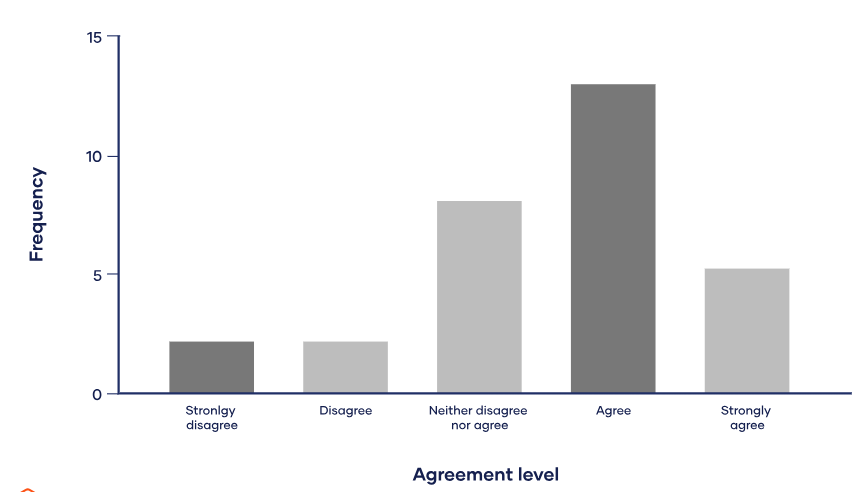 15
10
5
0
Frequency
Stronlgy
disagree
Disagree
Neither disagree
nor agree
Agree
Strongly
agree
Agreement level